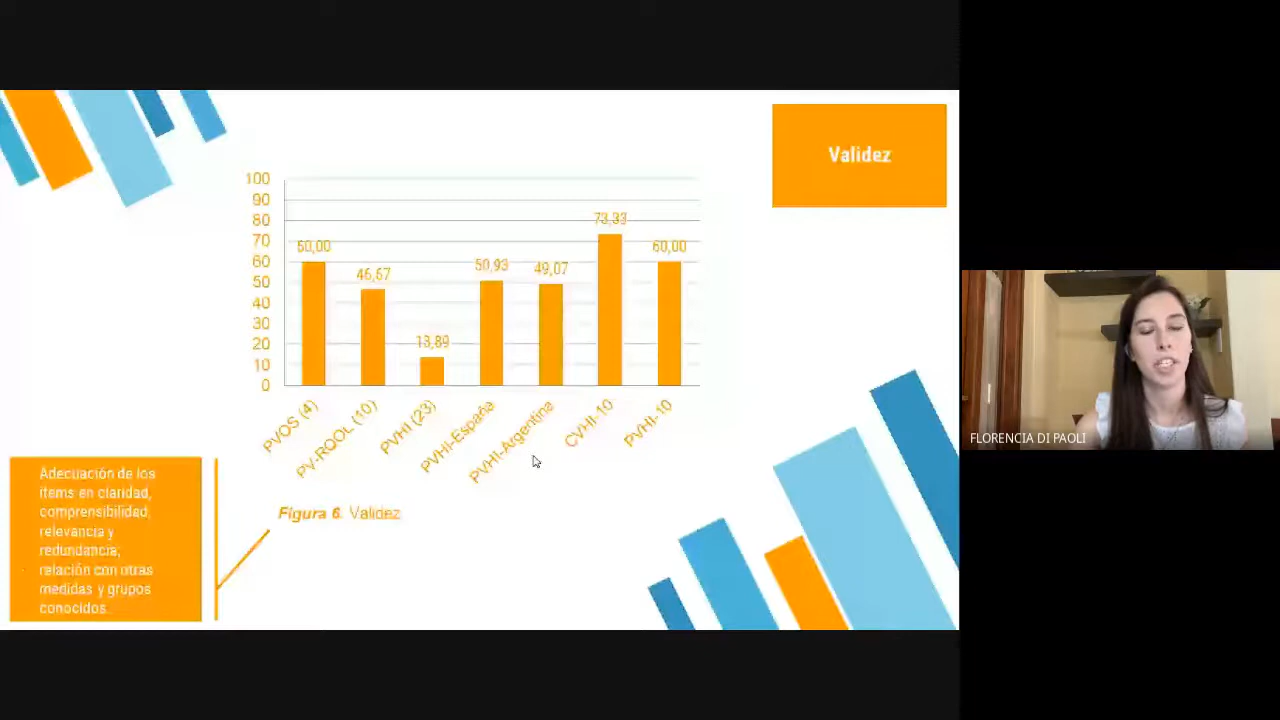 Validez
100
90
80
70
60
50
40
30
20
10
0
60,00
46,67
13,89
50,93
49,07
73,33
60,00
PVOS (4)
PV-RQOL (10)
PVHI (23)
PVHI-España
PVHI-Argentina
CVHI-10
PVHI-10
Figura 6. Validez
Adecuación de los
ítems en claridad,
comprensibilidad,
relevancia y
redundancia;
relación con otras
medidas y grupos
conocidos.
FLORENCIA DI PAOLI